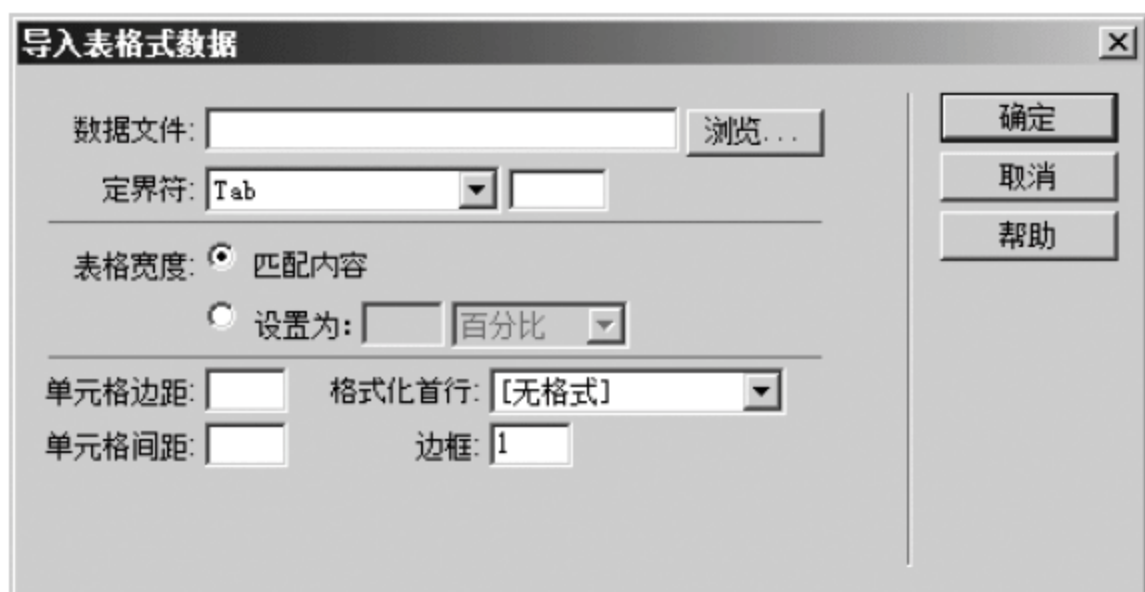 导入表格式数据
数据文件: 浏览... 确定
定界符: Tab 取消
帮助
表格宽度: 匹配内容
设置为: 百分比
单元格边距: 格式化首行: [无格式]
单元格间距: 边框: 1